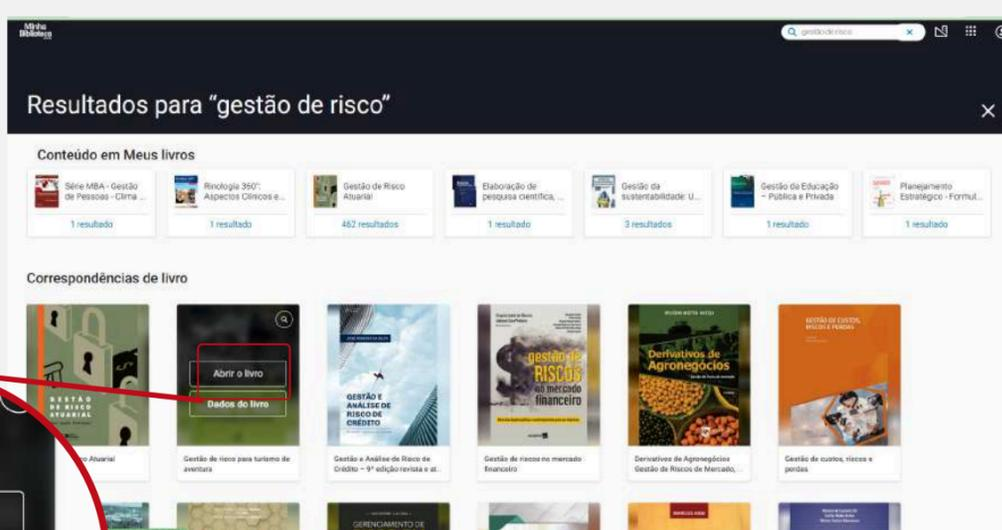 Minha
Biblioteca
gestão de risco
Resultados para "gestão de risco"
Conteúdo em Meus livros
Série MBA - Gestão
de Pessoas - Clima ...
1 resultado
Rinologia 360°:
Aspectos Clínicos e...
1 resultado
Gestão de Risco
Atuarial
462 resultados
Elaboração de
pesquisa científica, ...
1 resultado
Gestão da
sustentabilidade: U...
3 resultados
Gestão da Educação
– Pública e Privada
1 resultado
Planejamento
Estratégico - Formul...
1 resultado
Correspondências de livro
GESTÃO
DE RISCO
ATUARIAL
Abrir o livro
Dados do livro
GESTÃO E
ANÁLISE DE
RISCO DE
CRÉDITO
gestão de
RISCOS
no mercado
financeiro
Derivativos de
Agronegócios
GESTÃO DE CUSTOS,
RISCOS E PERDAS
co Atuarial
Gestão de risco para turismo de
aventura
Gestão e Análise de Risco de
Crédito – 9ª edição revista e at...
Gestão de riscos no mercado
financeiro
Derivativos de Agronegócios
Gestão de Riscos de Mercado,...
Gestão de custos, riscos e
perdas
GERENCIAMENTO DE